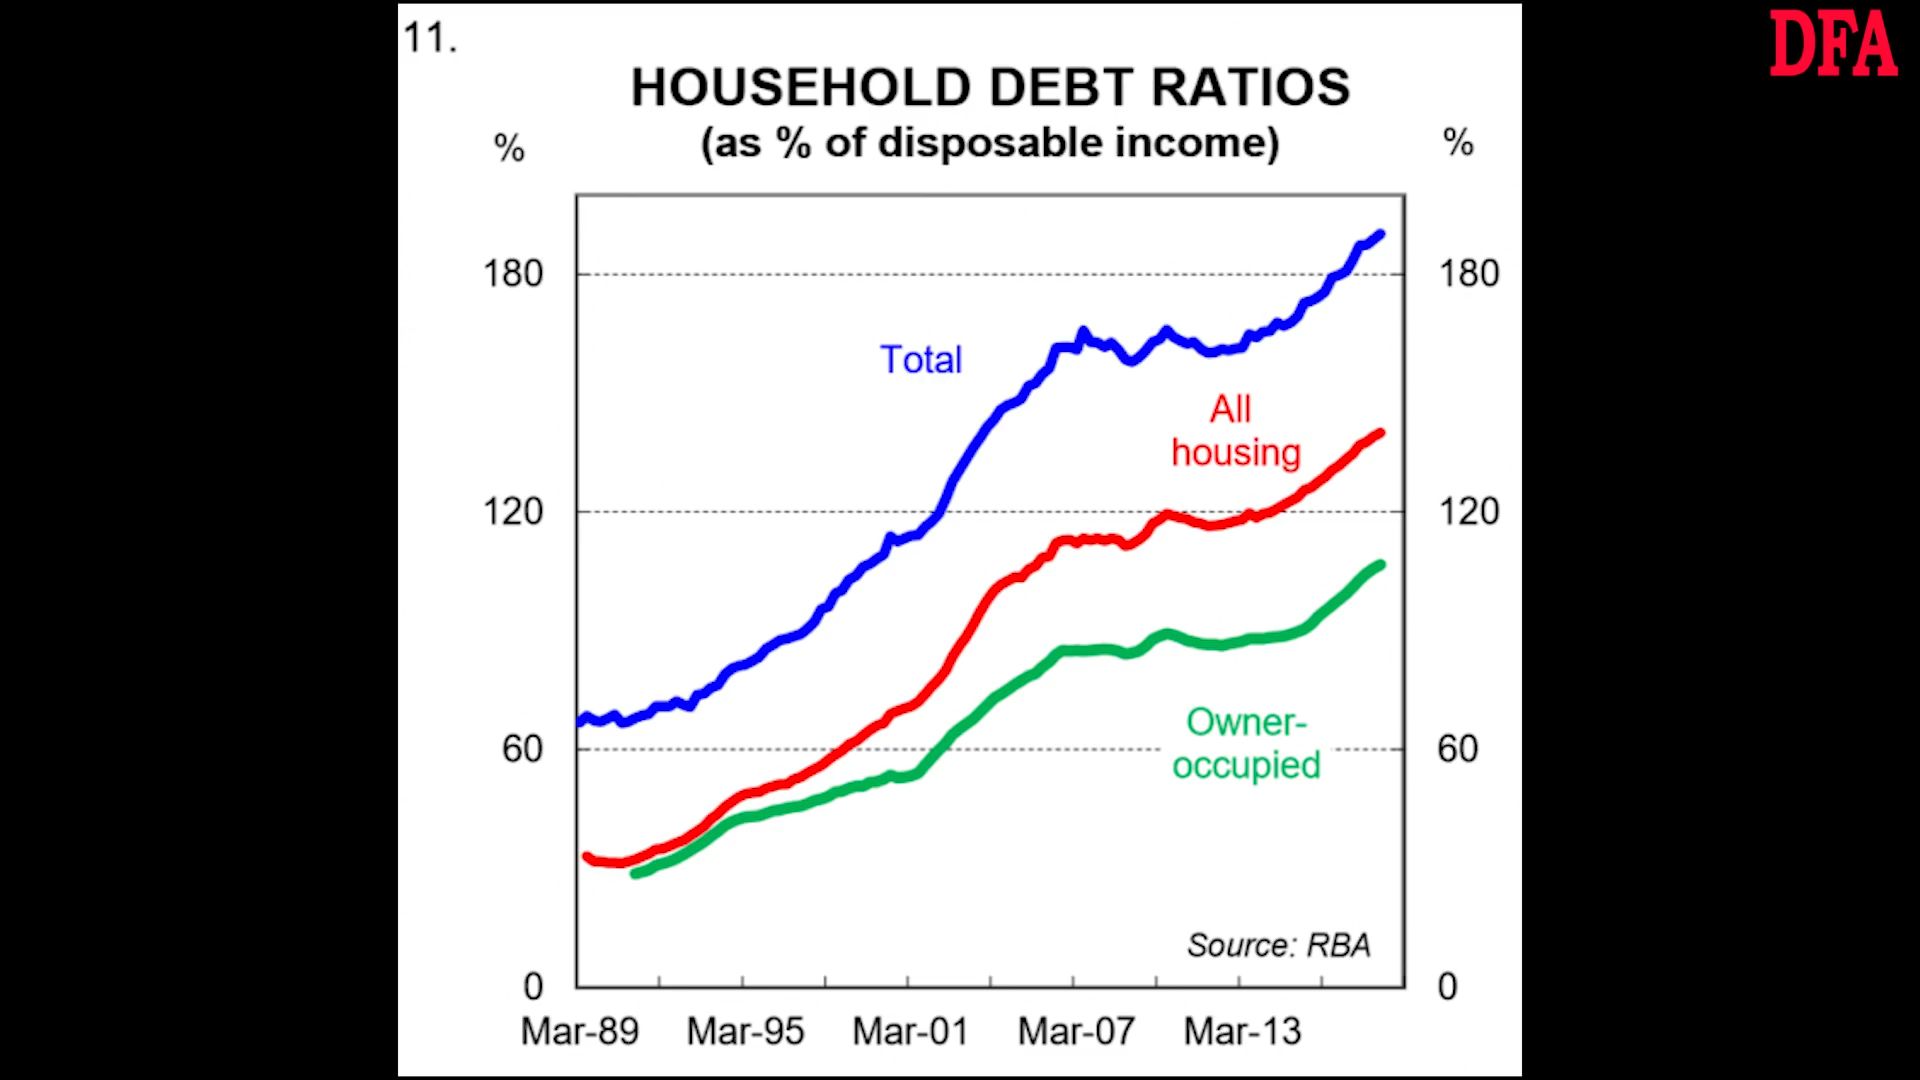 11.
DFA
HOUSEHOLD DEBT RATIOS
(as % of disposable income)
% %
180 180
Total
All
housing
120 120
Owner-
occupied
60 60
Source: RBA
0 0
Mar-89 Mar-95 Mar-01 Mar-07 Mar-13